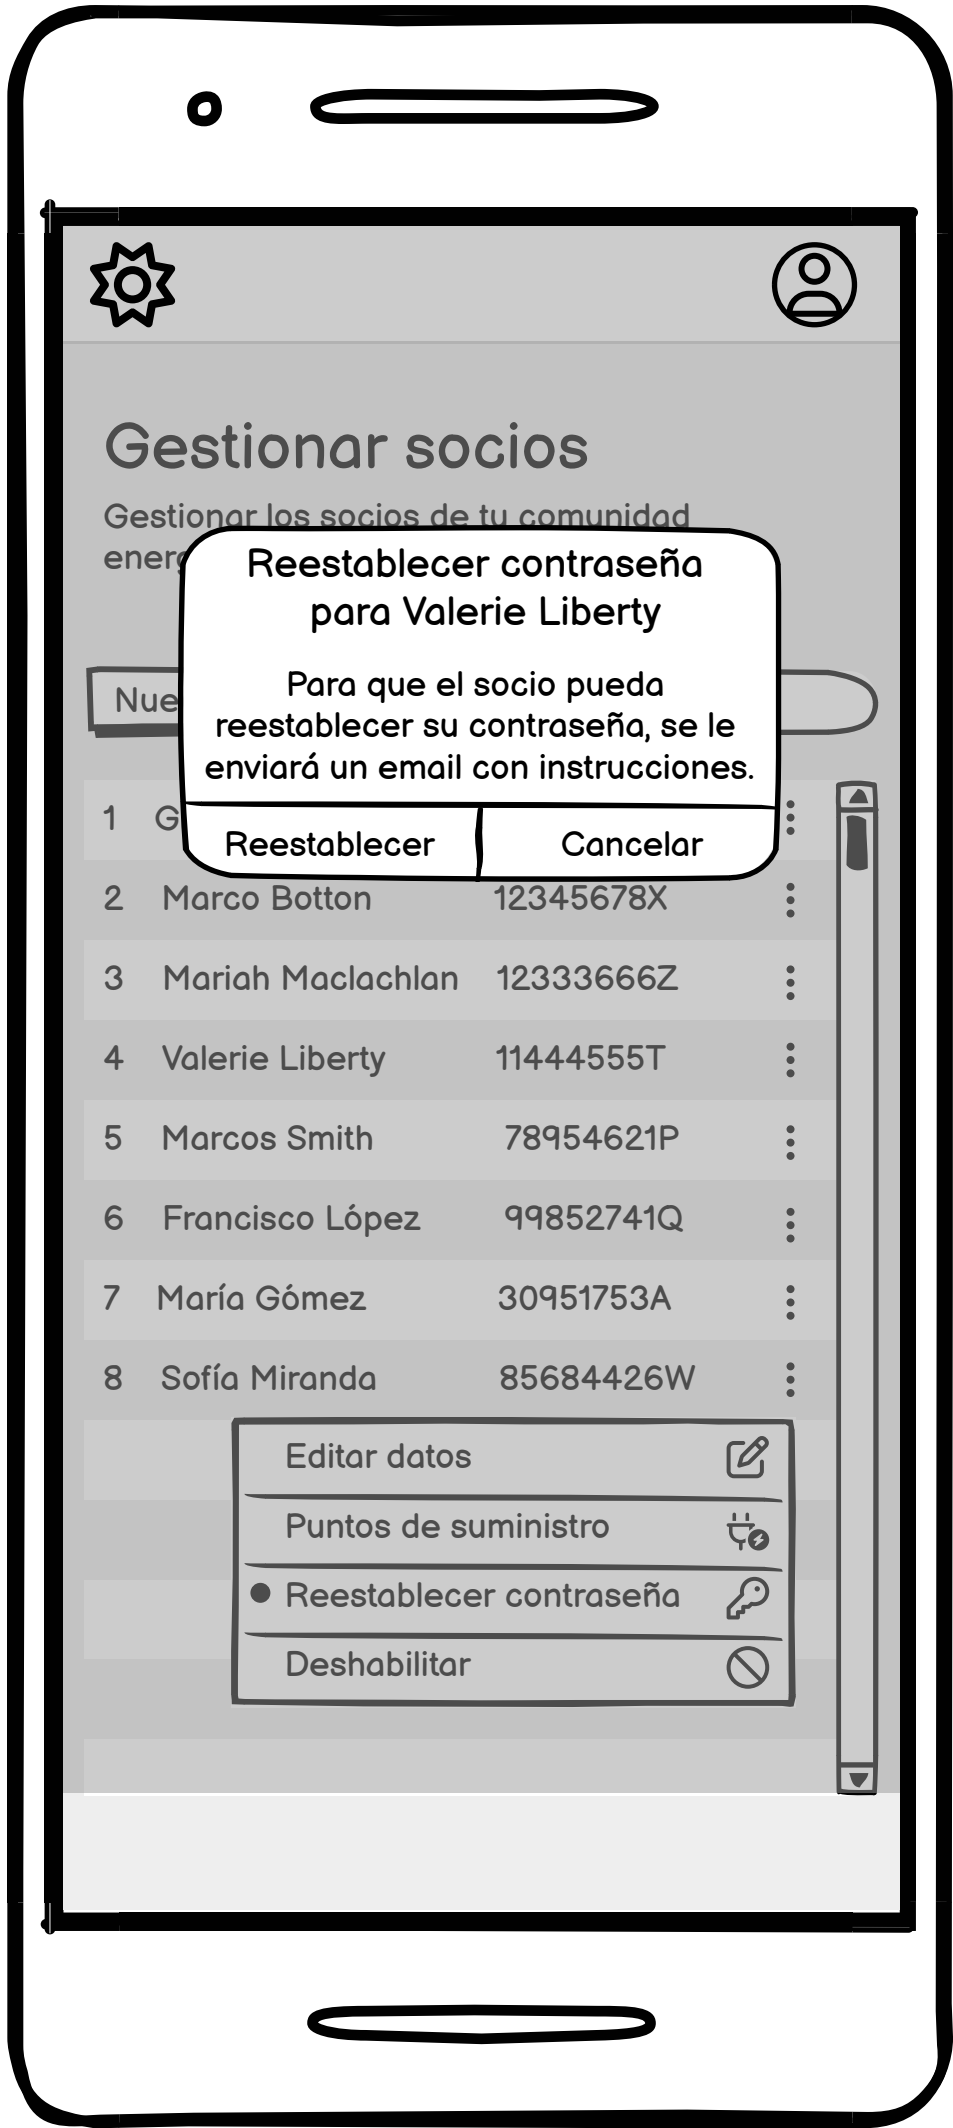 Gestionar socios
Gestionar los socios de tu comunidad
Reestablecer contraseña
para Valerie Liberty
Para que el socio pueda
reestablecer su contraseña, se le
enviará un email con instrucciones.
Reestablecer Cancelar
1
2 Marco Botton 12345678X
3 Mariah Maclachlan 12333666Z
4 Valerie Liberty 11444555T
5 Marcos Smith 78954621P
6 Francisco López 99852741Q
7 María Gómez 30951753A
8 Sofía Miranda 85684426W
Editar datos
Puntos de suministro
Reestablecer contraseña
Deshabilitar